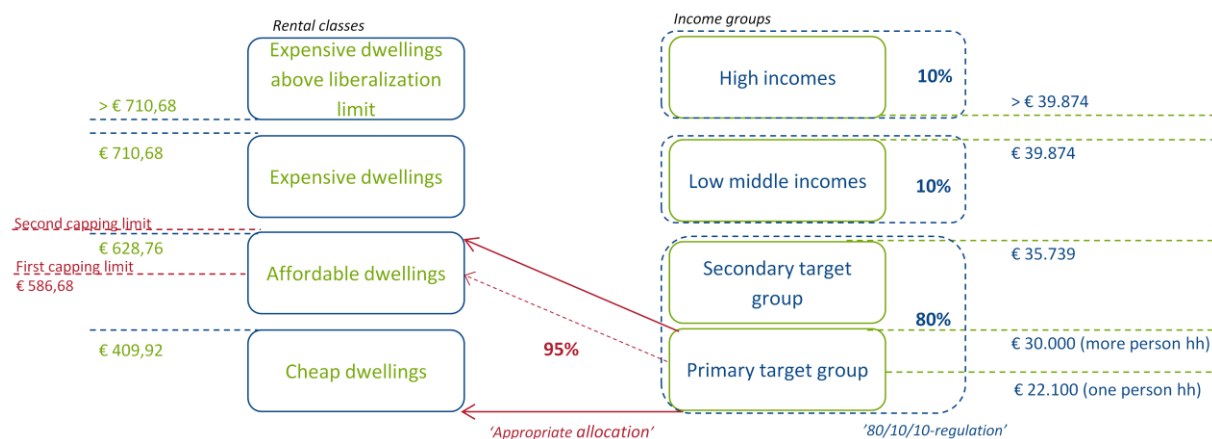 Rental classes
Income groups
Expensive dwellings
above liberalization
limit
High incomes
10%
> € 710,68
> € 39.874
€ 710,68
€ 39.874
Expensive dwellings
Low middle incomes
10%
Second capping limit
€ 628,76
€ 35.739
First capping limit
€ 586,68
Affordable dwellings
Secondary target
group
80%
95%
€ 409,92
€ 30.000 (more person hh)
Cheap dwellings
Primary target group
€ 22.100 (one person hh)
'Appropriate allocation'
'80/10/10-regulation'